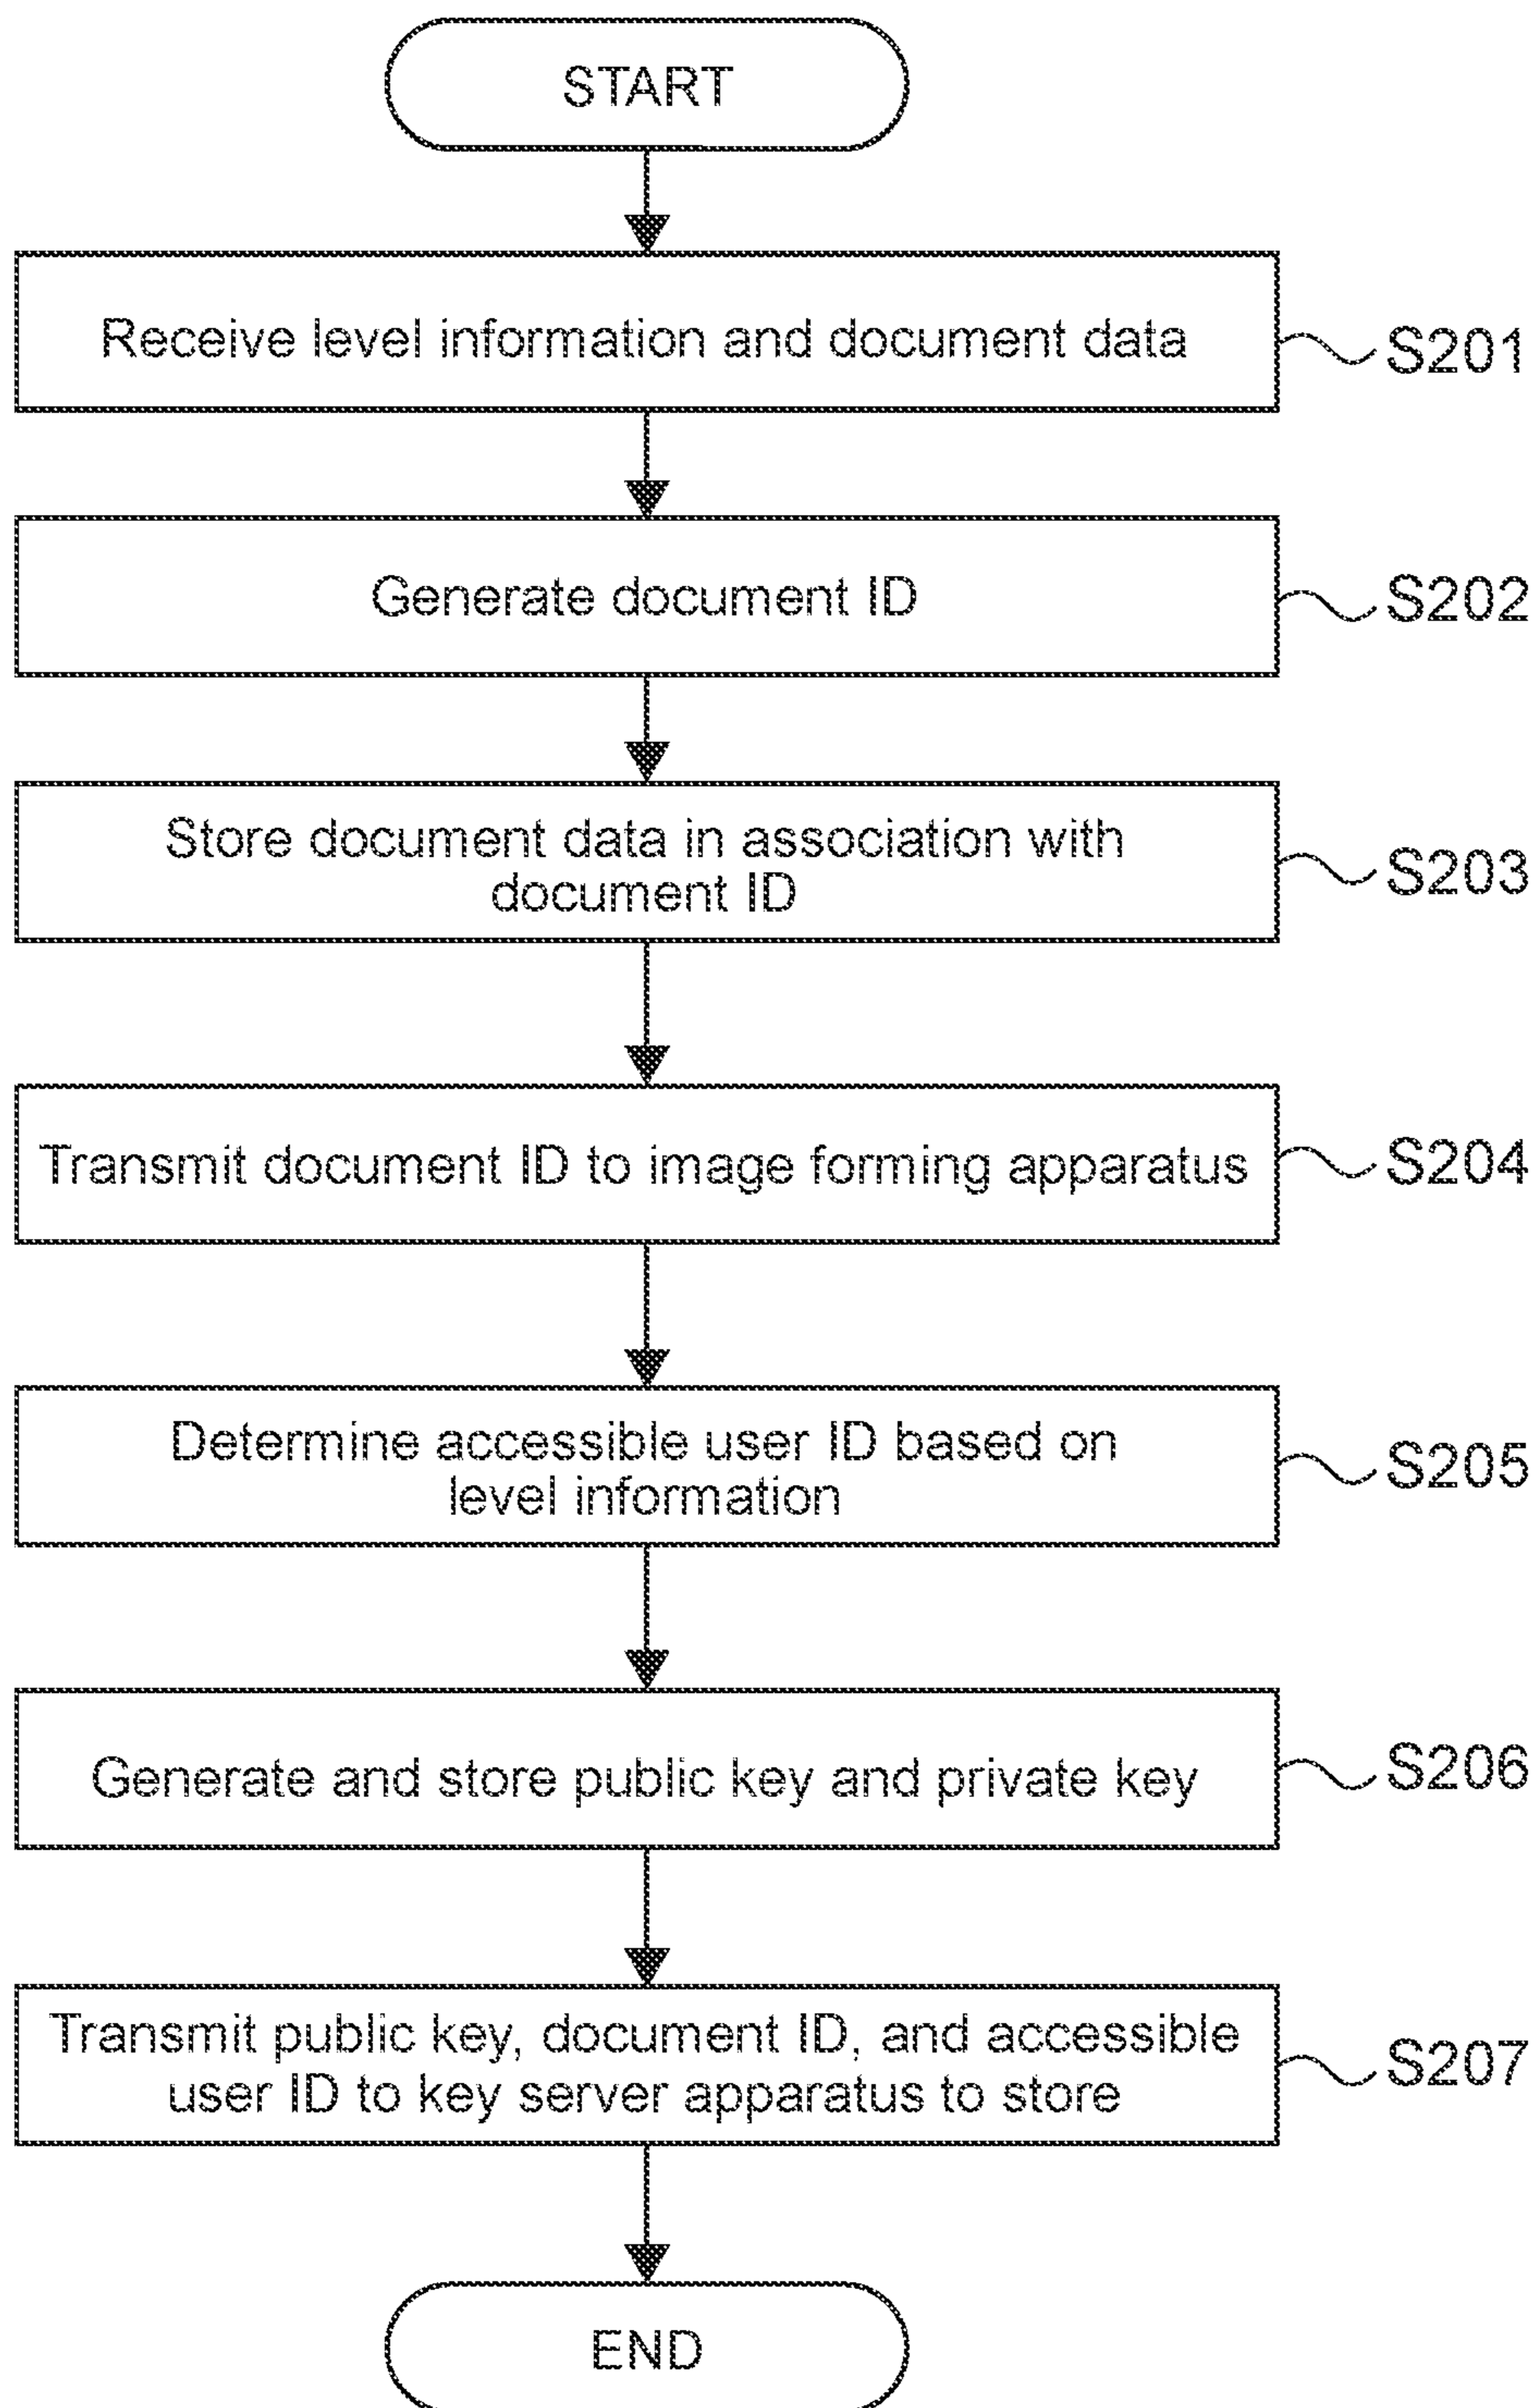 START
Receive level information and document data
S201
Generate document ID
S202
Store document data in association with
document ID
S203
Transmit document ID to image forming apparatus
S204
Determine accessible user ID based on
level information
S205
Generate and store public key and private key
S206
Transmit public key, document ID, and accessible
user ID to key server apparatus to store
S207
END